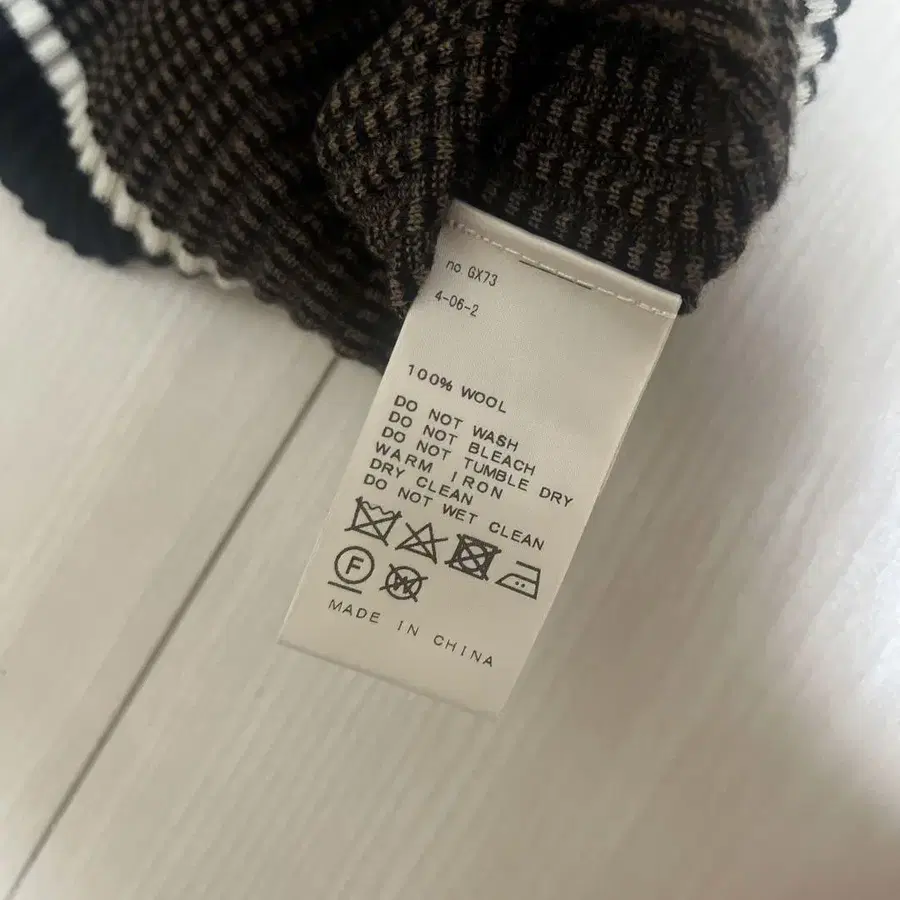 no GX73
4-06-2
100% WOOL
DO NOT WASH
DO NOT BLEACH
DO NOT TUMBLE DRY
WARM IRON
DRY CLEAN
DO NOT WET CLEAN
F W
MADE IN CHINA